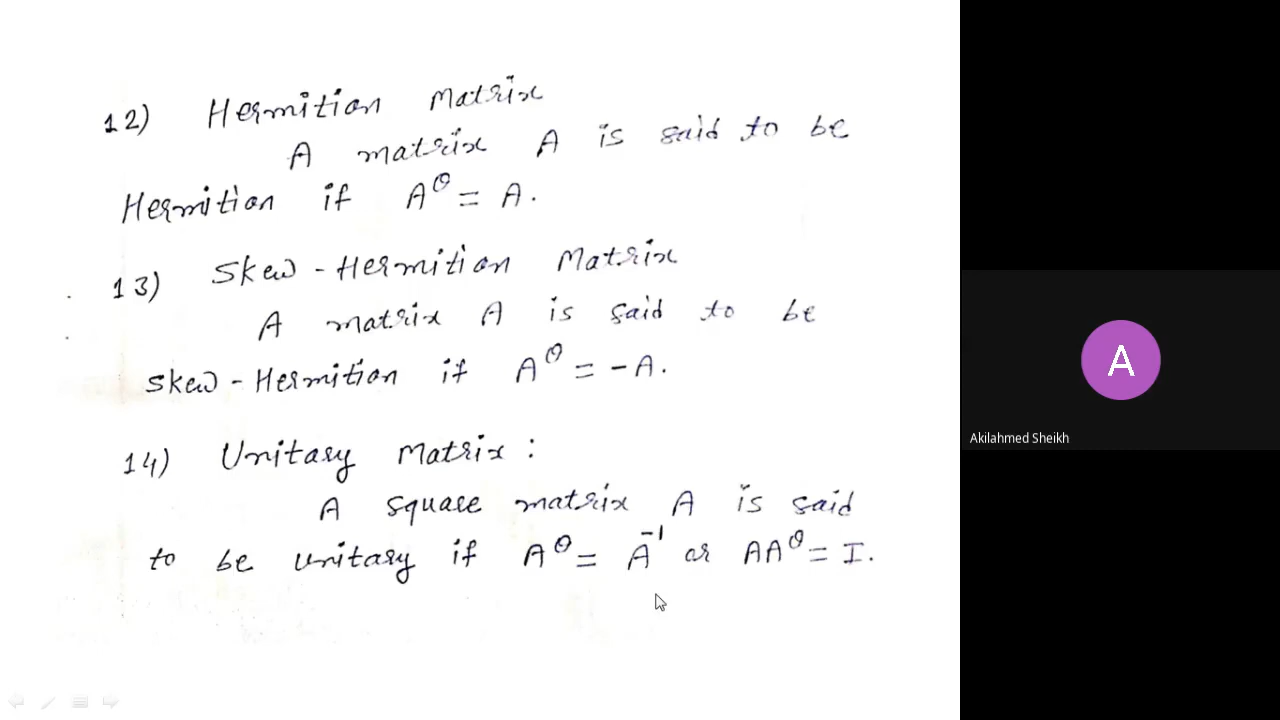 12) Hermition Matrix
A matrix A is said to be
Hermition if A^θ = A.
13) Skew-Hermition Matrix
A matrix A is said to be
skew-Hermition if A^θ = -A.
14) Unitary Matrix :
A square matrix A is said
to be unitary if A^θ = A^-1 or AA^θ = I.
A
Akilahmed Sheikh